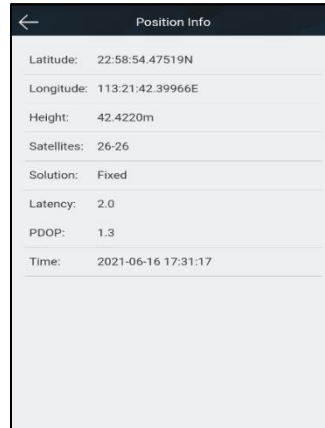 Position Info
Latitude: 22:58:54.47519N
Longitude: 113:21:42.39966E
Height: 42.4220m
Satellites: 26-26
Solution: Fixed
Latency: 2.0
PDOP: 1.3
Time: 2021-06-16 17:31:17